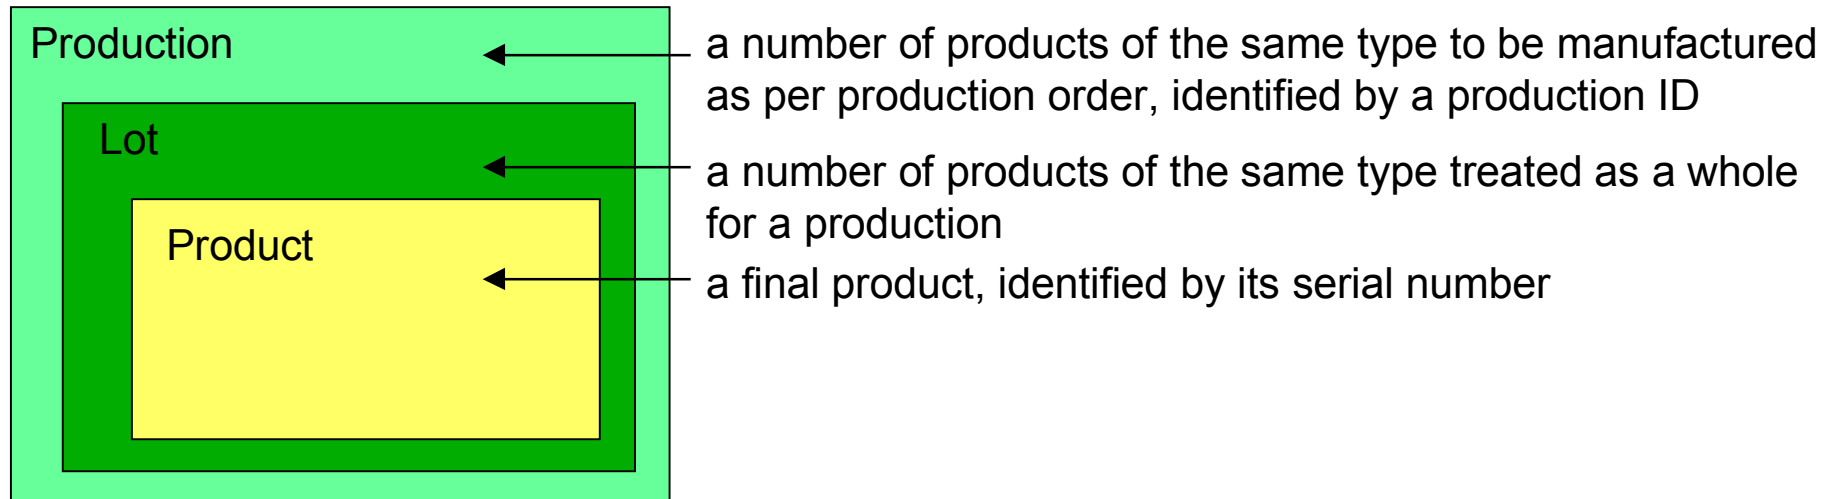 Production
a number of products of the same type to be manufactured
as per production order, identified by a production ID
Lot
a number of products of the same type treated as a whole
for a production
Product
a final product, identified by its serial number